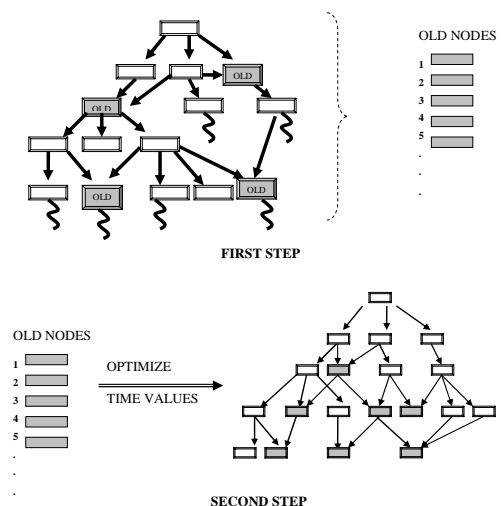 OLD NODES
1
2
3
4
5
.
.
.
OLD
OLD
OLD
OLD
FIRST STEP
OLD NODES
1
2
3
4
5
.
.
.
OPTIMIZE
TIME VALUES
SECOND STEP